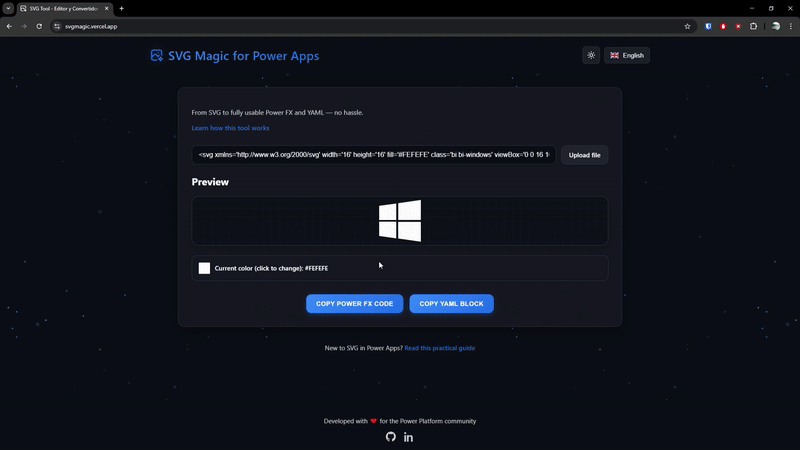 SVG Tool - Editor y Convertido
svgmagic.vercel.app
SVG Magic for Power Apps
English
From SVG to fully usable Power FX and YAML — no hassle.
Learn how this tool works
<svg xmlns='http://www.w3.org/2000/svg' width='16' height='16' fill='#FEFEFE' class='bi bi-windows' viewBox='0 0 16 1
Upload file
Preview
Current color (click to change): #FEFEFE
COPY POWER FX CODE
COPY YAML BLOCK
New to SVG in Power Apps? Read this practical guide
Developed with ❤ for the Power Platform community
in